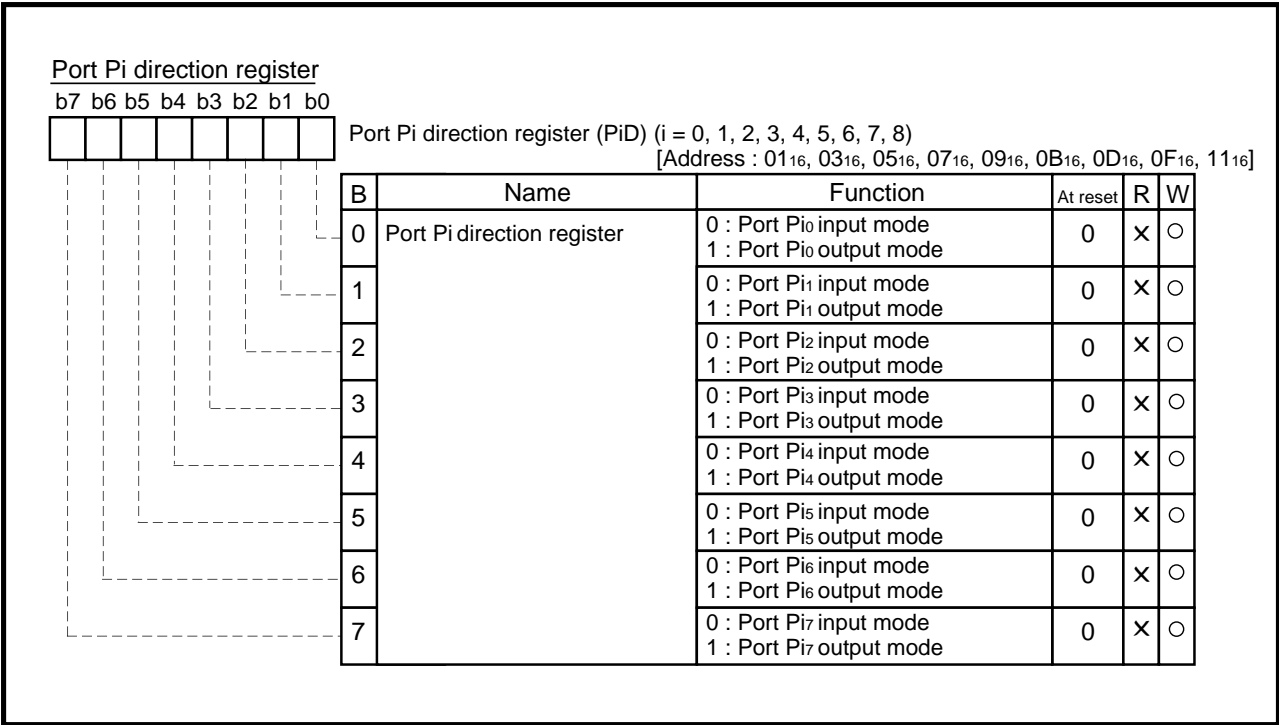 Port Pi direction register
b7 b6 b5 b4 b3 b2 b1 b0
Port Pi direction register (PiD) (i = 0, 1, 2, 3, 4, 5, 6, 7, 8)
[Address : 01₁₆, 03₁₆, 05₁₆, 07₁₆, 09₁₆, 0B₁₆, 0D₁₆, 0F₁₆, 11₁₆]
B Name Function At reset R W
0 Port Pi direction register 0 : Port Pi₀ input mode 0 × ○
1 : Port Pi₀ output mode
1 0 : Port Pi₁ input mode 0 × ○
1 : Port Pi₁ output mode
2 0 : Port Pi₂ input mode 0 × ○
1 : Port Pi₂ output mode
3 0 : Port Pi₃ input mode 0 × ○
1 : Port Pi₃ output mode
4 0 : Port Pi₄ input mode 0 × ○
1 : Port Pi₄ output mode
5 0 : Port Pi₅ input mode 0 × ○
1 : Port Pi₅ output mode
6 0 : Port Pi₆ input mode 0 × ○
1 : Port Pi₆ output mode
7 0 : Port Pi₇ input mode 0 × ○
1 : Port Pi₇ output mode